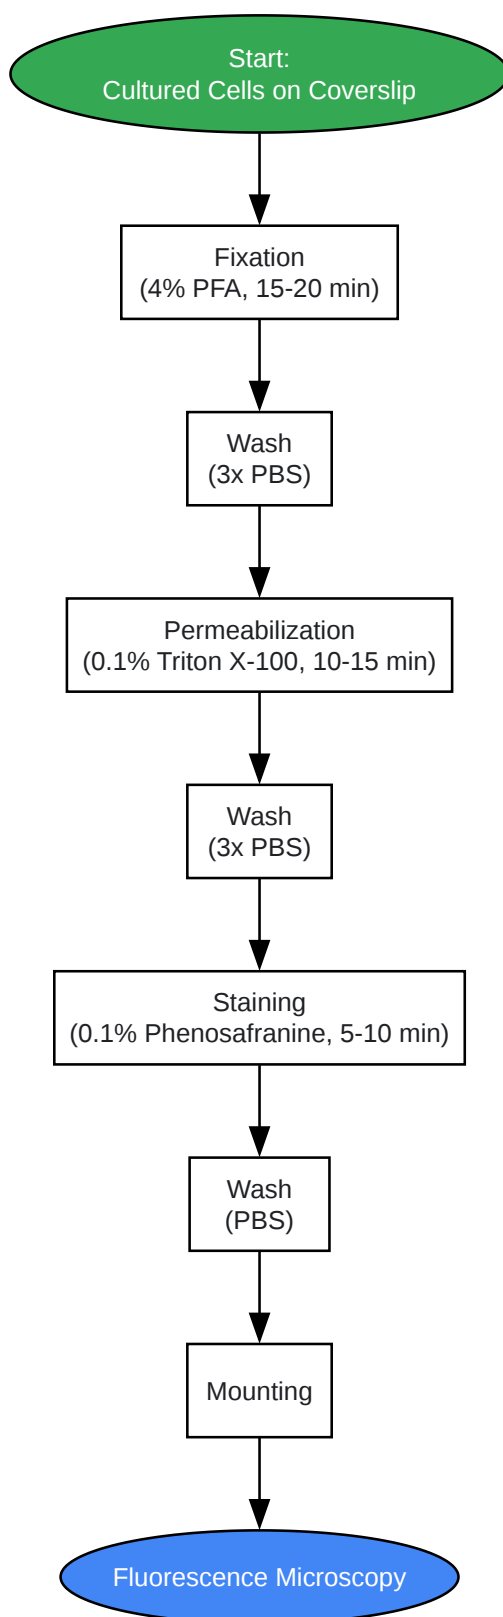 Start:
Cultured Cells on Coverslip
Fixation
(4% PFA, 15-20 min)
Wash
(3x PBS)
Permeabilization
(0.1% Triton X-100, 10-15 min)
Wash
(3x PBS)
Staining
(0.1% Phenosafranine, 5-10 min)
Wash
(PBS)
Mounting
Fluorescence Microscopy